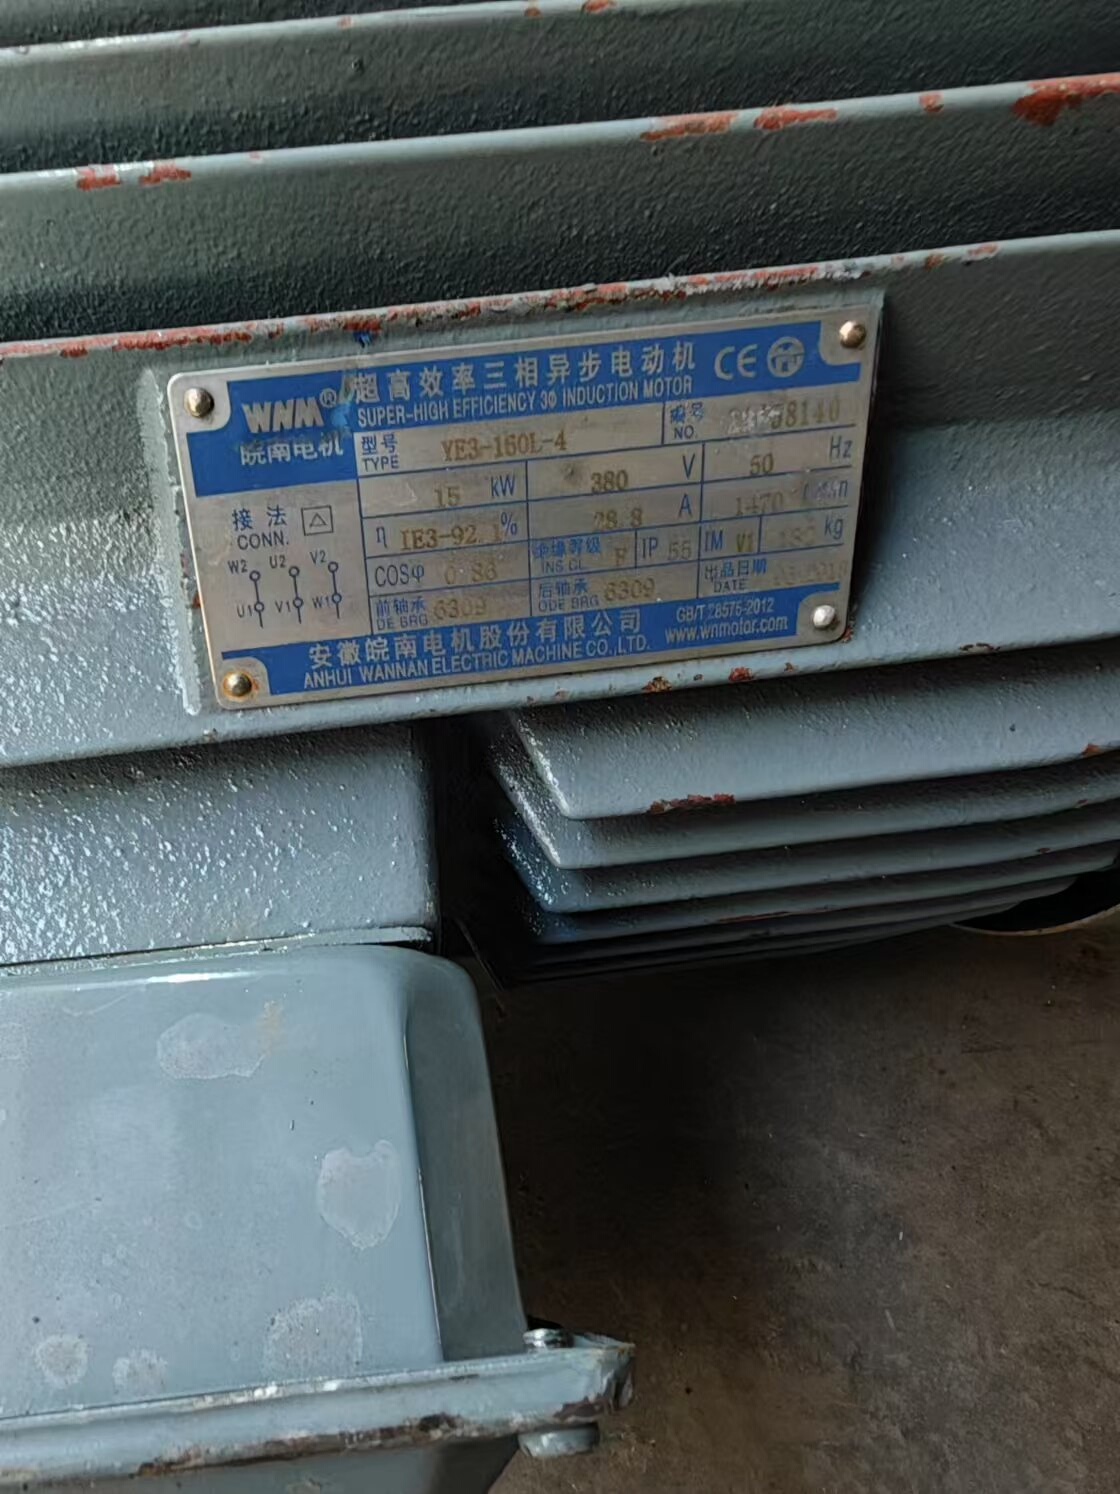 WNM®
皖南电机
超高效率三相异步电动机
SUPER-HIGH EFFICIENCY 3Φ INDUCTION MOTOR
CE
型号 TYPE YE3-160L-4 编号 NO.
15 kW 380 V 50 Hz
η IE3-92.1% 28.8 A 1470
COSφ 绝缘等级 INS CL. F IP 55 IM V1 kg
前轴承 DE BRG 6309 后轴承 ODE BRG 6309 出品日期 DATE
接法 △
CONN.
W2 U2 V2
U1 V1 W1
安徽皖南电机股份有限公司 GB/T 28575-2012
ANHUI WANNAN ELECTRIC MACHINE CO.,LTD. www.wnmotor.com